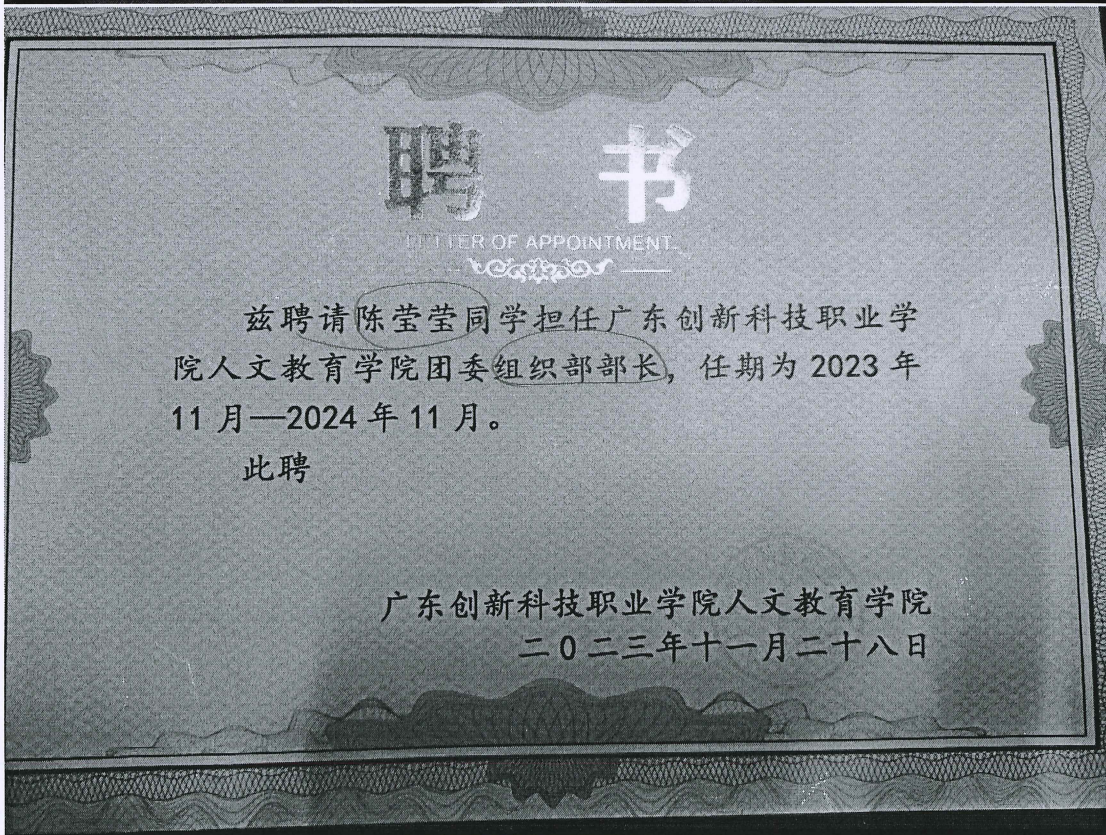 聘 书
LETTER OF APPOINTMENT
兹聘请陈莹莹同学担任广东创新科技职业学
院人文教育学院团委组织部部长，任期为 2023 年
11 月—2024 年 11 月。
此聘
广东创新科技职业学院人文教育学院
二0二三年十一月二十八日